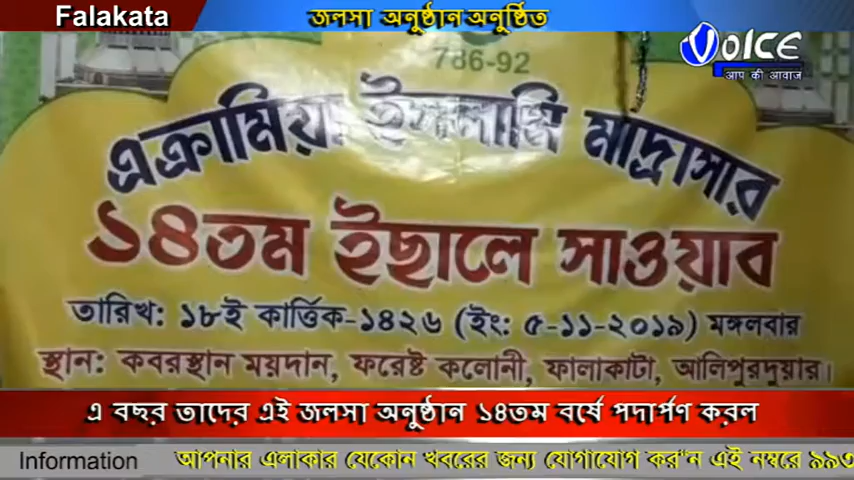 Falakata
জলসা অনুষ্ঠান অনুষ্ঠিত
VOICE
आप की आवाज
786-92
এক্রামিয়া ইসলামি মাদ্রাসার
১৪তম ইছালে সাওয়াব
তারিখ: ১৮ই কার্ত্তিক-১৪২৬ (ইং: ৫-১১-২০১৯) মঙ্গলবার
স্থান: কবরস্থান ময়দান, ফরেষ্ট কলোনী, ফালাকাটা, আলিপুরদুয়ার।
এ বছর তাদের এই জলসা অনুষ্ঠান ১৪তম বর্ষে পদার্পণ করল
Information আপনার এলাকার যেকোন খবরের জন্য যোগাযোগ কর“ন এই নম্বরে ৯৯৩